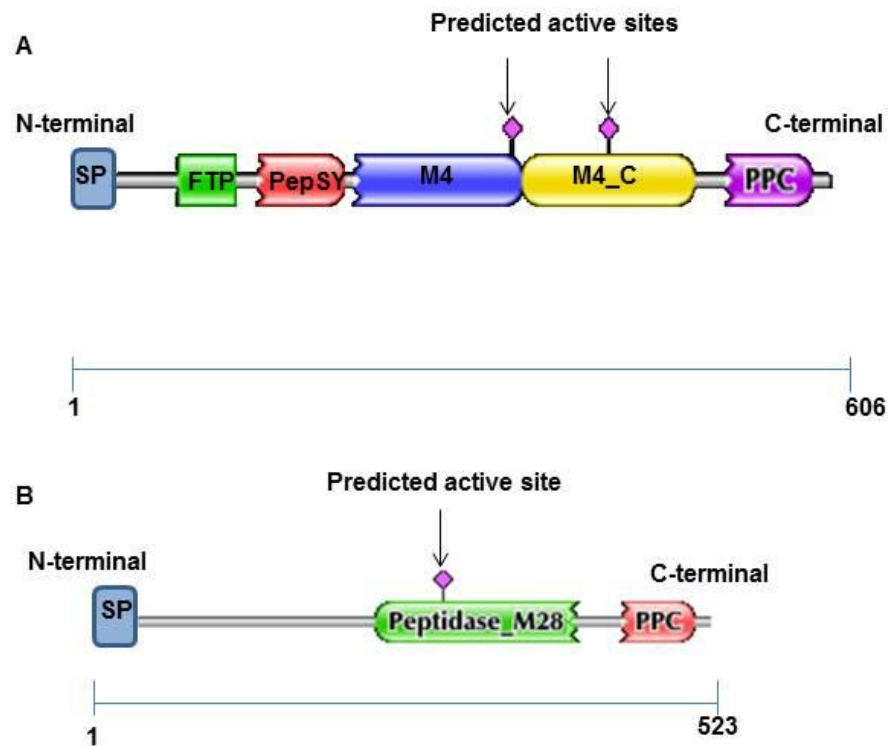 Predicted active sites
A
N-terminal
C-terminal
SP
FTP
PepSY
M4
M4_C
PPC
1
606
Predicted active site
B
N-terminal
C-terminal
SP
Peptidase_M28
PPC
1
523